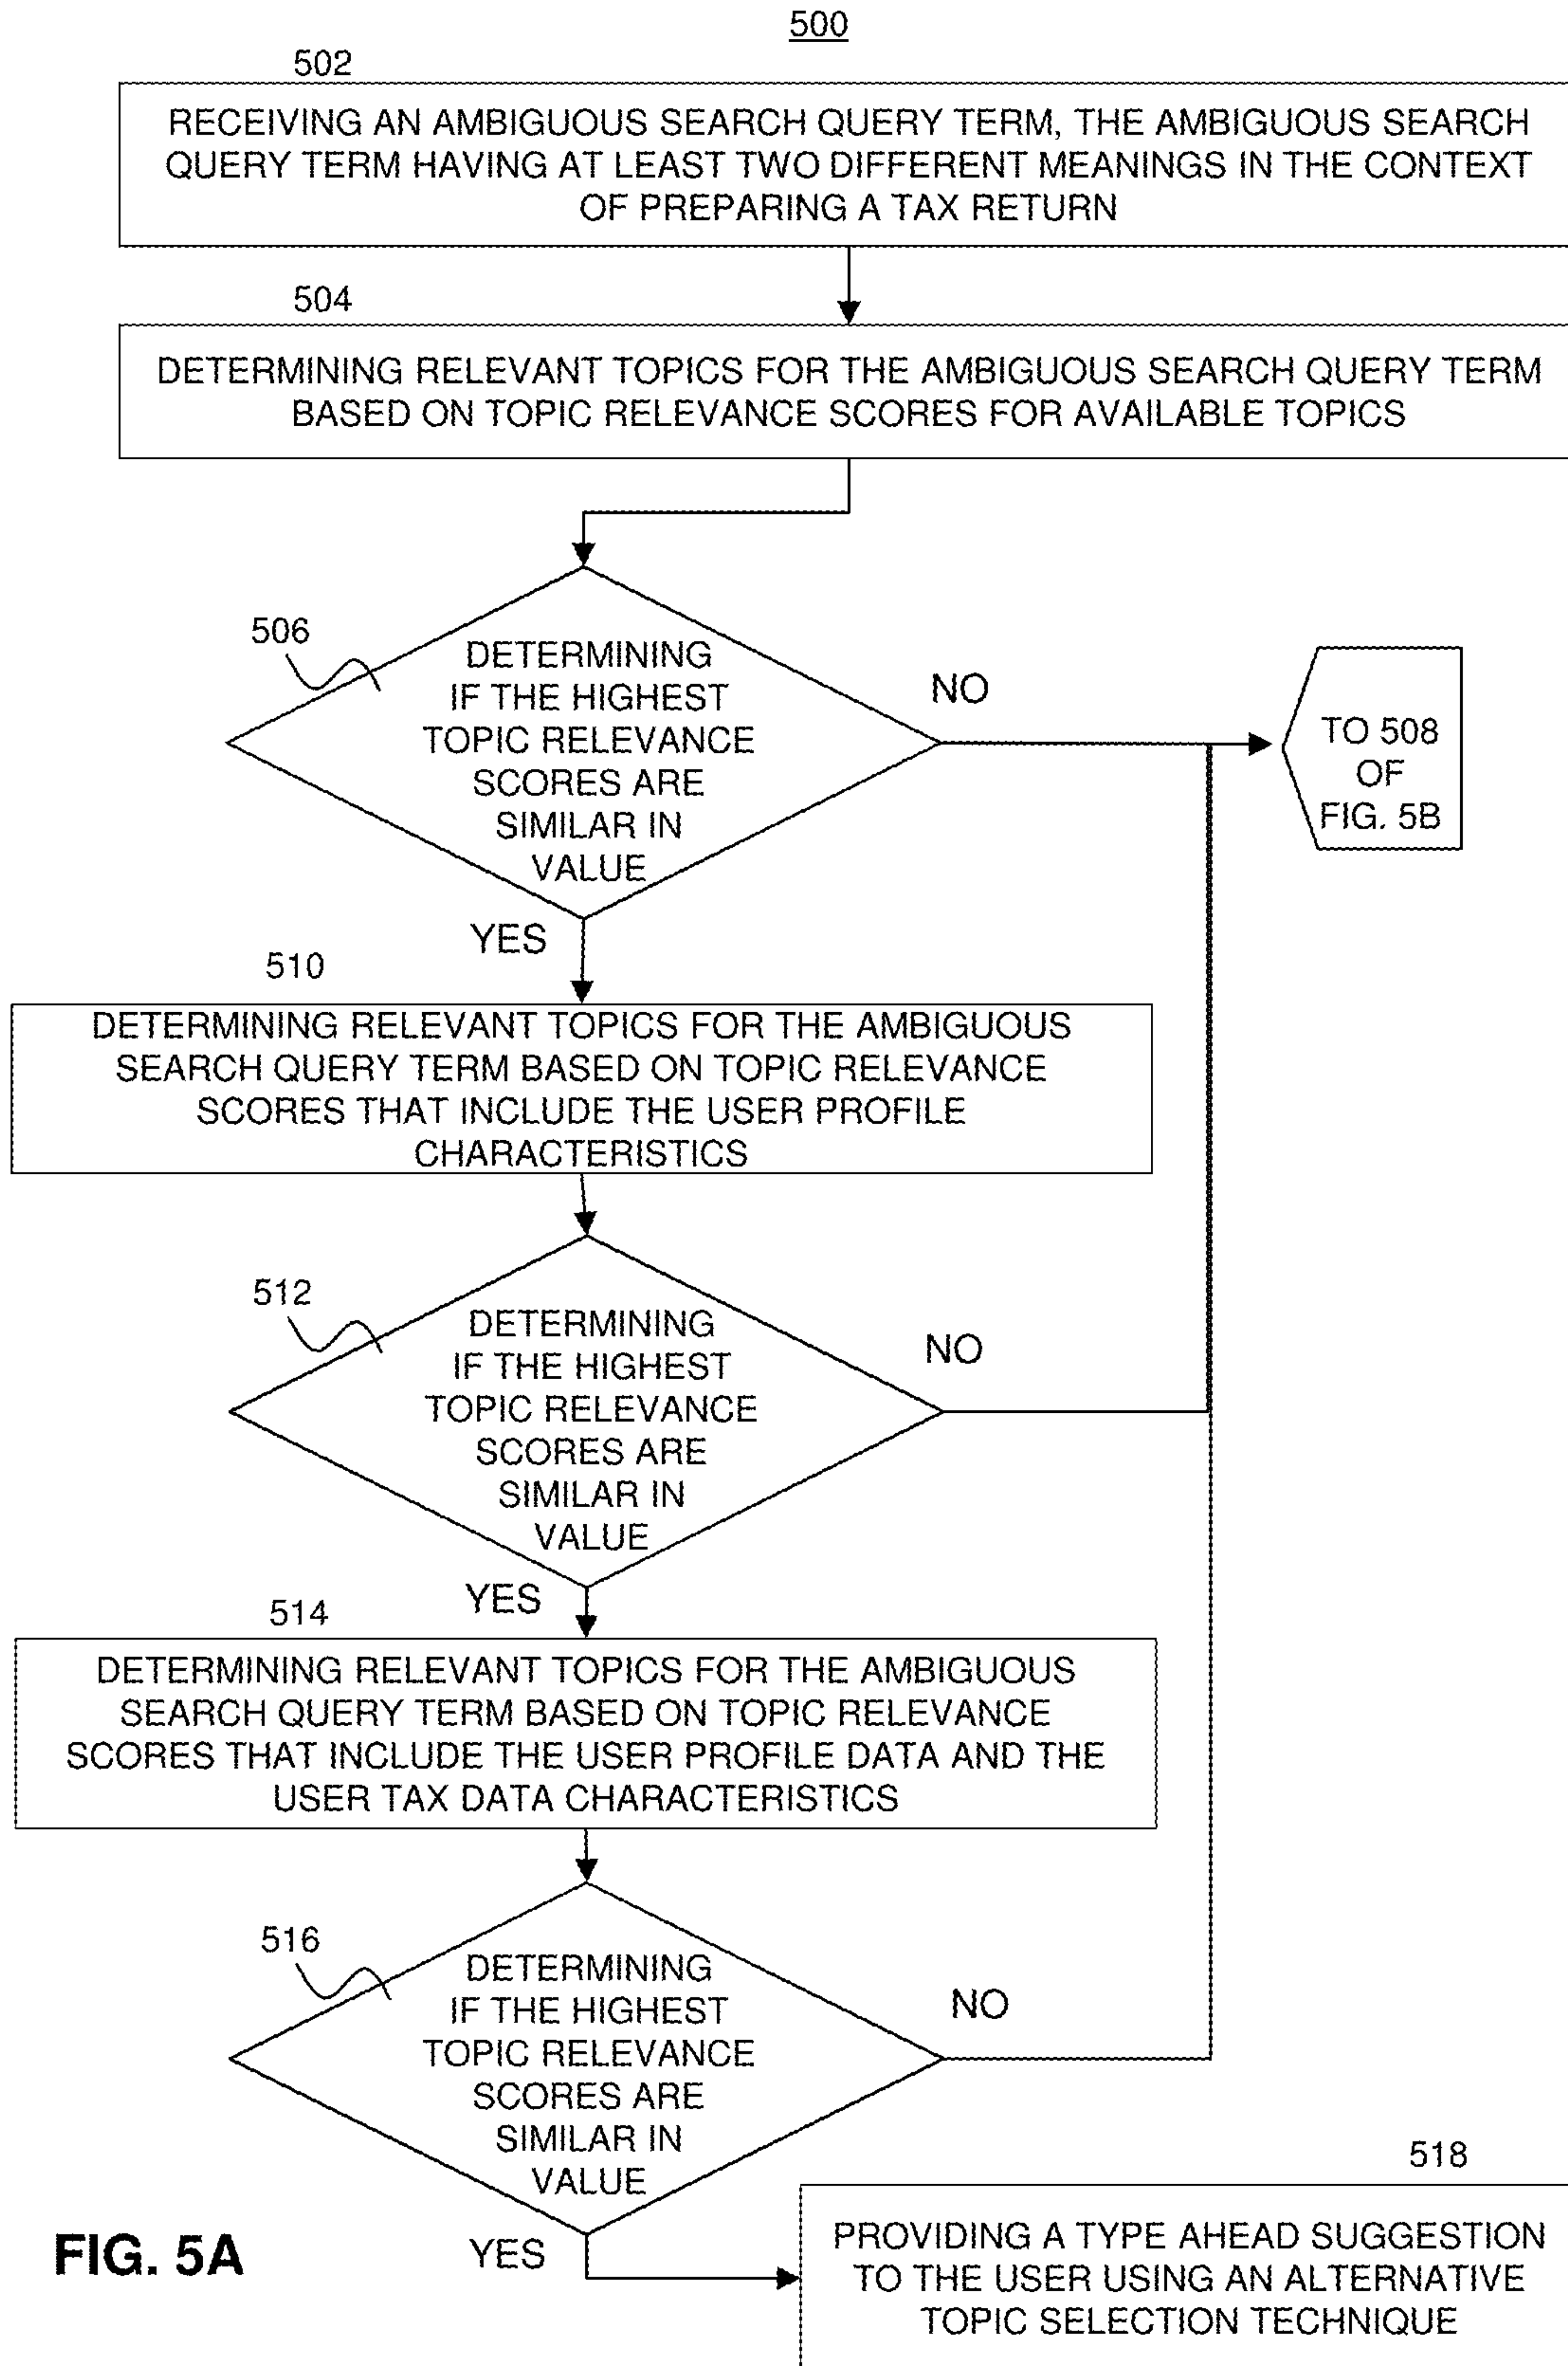 500
502
RECEIVING AN AMBIGUOUS SEARCH QUERY TERM, THE AMBIGUOUS SEARCH
QUERY TERM HAVING AT LEAST TWO DIFFERENT MEANINGS IN THE CONTEXT
OF PREPARING A TAX RETURN
504
DETERMINING RELEVANT TOPICS FOR THE AMBIGUOUS SEARCH QUERY TERM
BASED ON TOPIC RELEVANCE SCORES FOR AVAILABLE TOPICS
506
DETERMINING
IF THE HIGHEST
TOPIC RELEVANCE
SCORES ARE
SIMILAR IN
VALUE
NO
TO 508
OF
FIG. 5B
YES
510
DETERMINING RELEVANT TOPICS FOR THE AMBIGUOUS
SEARCH QUERY TERM BASED ON TOPIC RELEVANCE
SCORES THAT INCLUDE THE USER PROFILE
CHARACTERISTICS
512
DETERMINING
IF THE HIGHEST
TOPIC RELEVANCE
SCORES ARE
SIMILAR IN
VALUE
NO
YES
514
DETERMINING RELEVANT TOPICS FOR THE AMBIGUOUS
SEARCH QUERY TERM BASED ON TOPIC RELEVANCE
SCORES THAT INCLUDE THE USER PROFILE DATA AND THE
USER TAX DATA CHARACTERISTICS
516
DETERMINING
IF THE HIGHEST
TOPIC RELEVANCE
SCORES ARE
SIMILAR IN
VALUE
NO
YES
518
PROVIDING A TYPE AHEAD SUGGESTION
TO THE USER USING AN ALTERNATIVE
TOPIC SELECTION TECHNIQUE
FIG. 5A